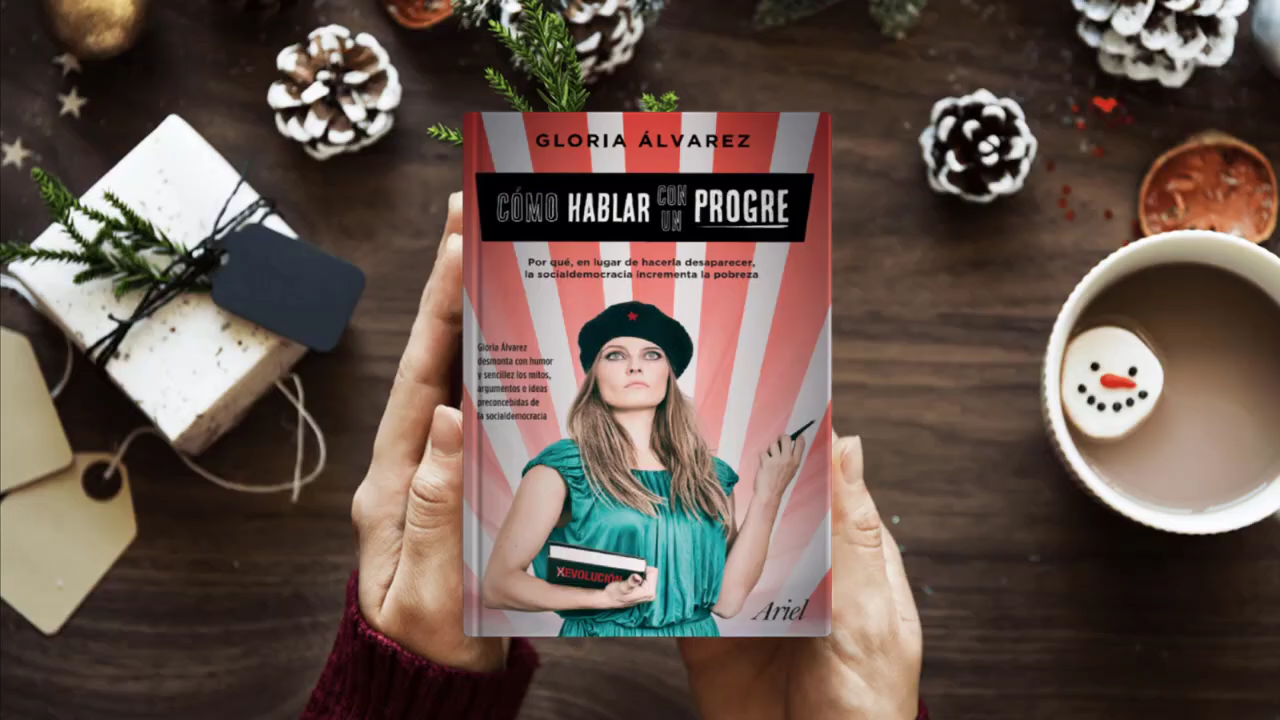 GLORIA ÁLVAREZ
CÓMO HABLAR CON UN PROGRE
Por qué, en lugar de hacerla desaparecer,
la socialdemocracia incrementa la pobreza
Gloria Álvarez
desmonta con humor
y sencillez los mitos,
argumentos e ideas
preconcebidas de
la socialdemocracia
XEVOLUCIÓN
Ariel